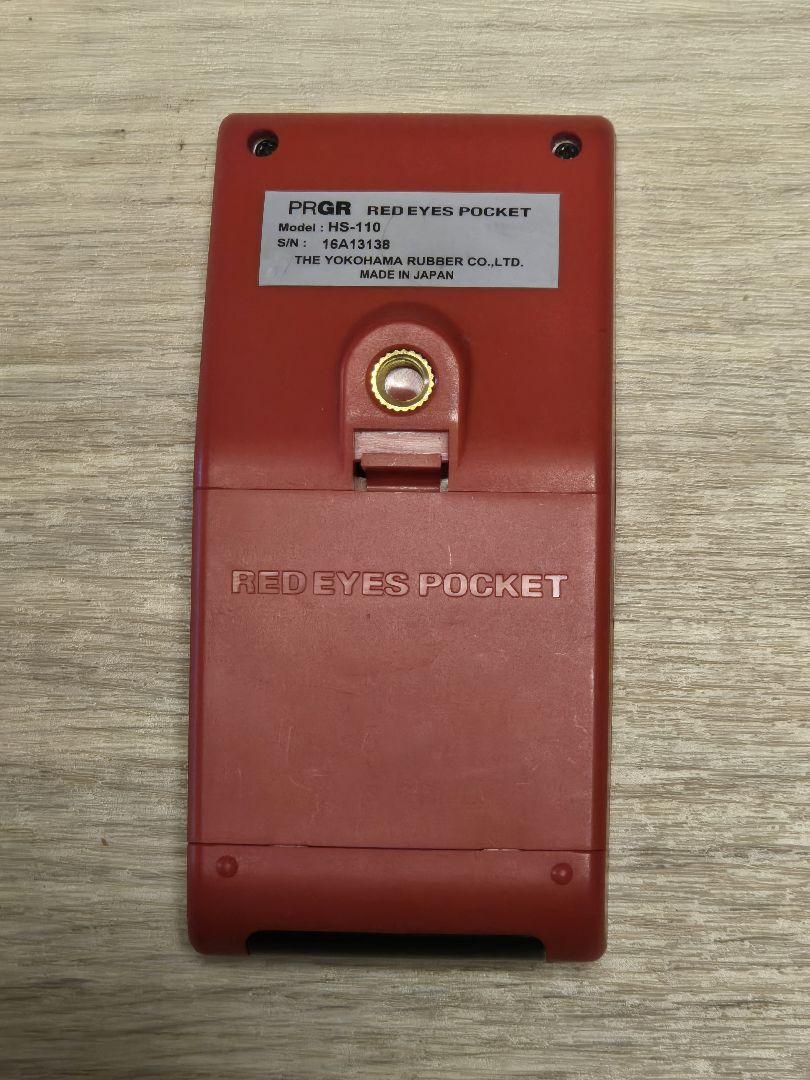 PRGR RED EYES POCKET
Model : HS-110
S/N : 16A13138
THE YOKOHAMA RUBBER CO.,LTD.
MADE IN JAPAN
RED EYES POCKET